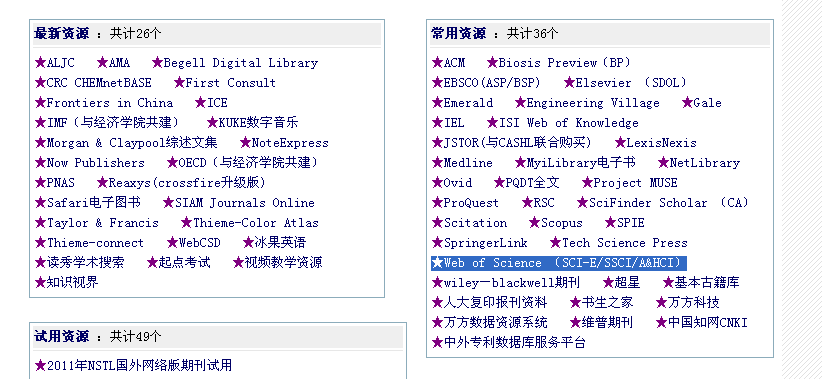 最新资源 ：共计26个
★ALJC ★AMA ★Begell Digital Library
★CRC CHEMnetBASE ★First Consult
★Frontiers in China ★ICE
★IMF（与经济学院共建） ★KUKE数字音乐
★Morgan & Claypool综述文集 ★NoteExpress
★Now Publishers ★OECD（与经济学院共建）
★PNAS ★Reaxys(crossfire升级版)
★Safari电子图书 ★SIAM Journals Online
★Taylor & Francis ★Thieme-Color Atlas
★Thieme-connect ★WebCSD ★冰果英语
★读秀学术搜索 ★起点考试 ★视频教学资源
★知识视界
试用资源 ：共计49个
★2011年NSTL国外网络版期刊试用
常用资源 ：共计36个
★ACM ★Biosis Preview（BP）
★EBSCO(ASP/BSP) ★Elsevier （SDOL）
★Emerald ★Engineering Village ★Gale
★IEL ★ISI Web of Knowledge
★JSTOR(与CASHL联合购买) ★LexisNexis
★Medline ★MyiLibrary电子书 ★NetLibrary
★Ovid ★PQDT全文 ★Project MUSE
★ProQuest ★RSC ★SciFinder Scholar （CA）
★Scitation ★Scopus ★SPIE
★SpringerLink ★Tech Science Press
★Web of Science （SCI-E/SSCI/A&HCI）
★wiley—blackwell期刊 ★超星 ★基本古籍库
★人大复印报刊资料 ★书生之家 ★万方科技
★万方数据资源系统 ★维普期刊 ★中国知网CNKI
★中外专利数据库服务平台